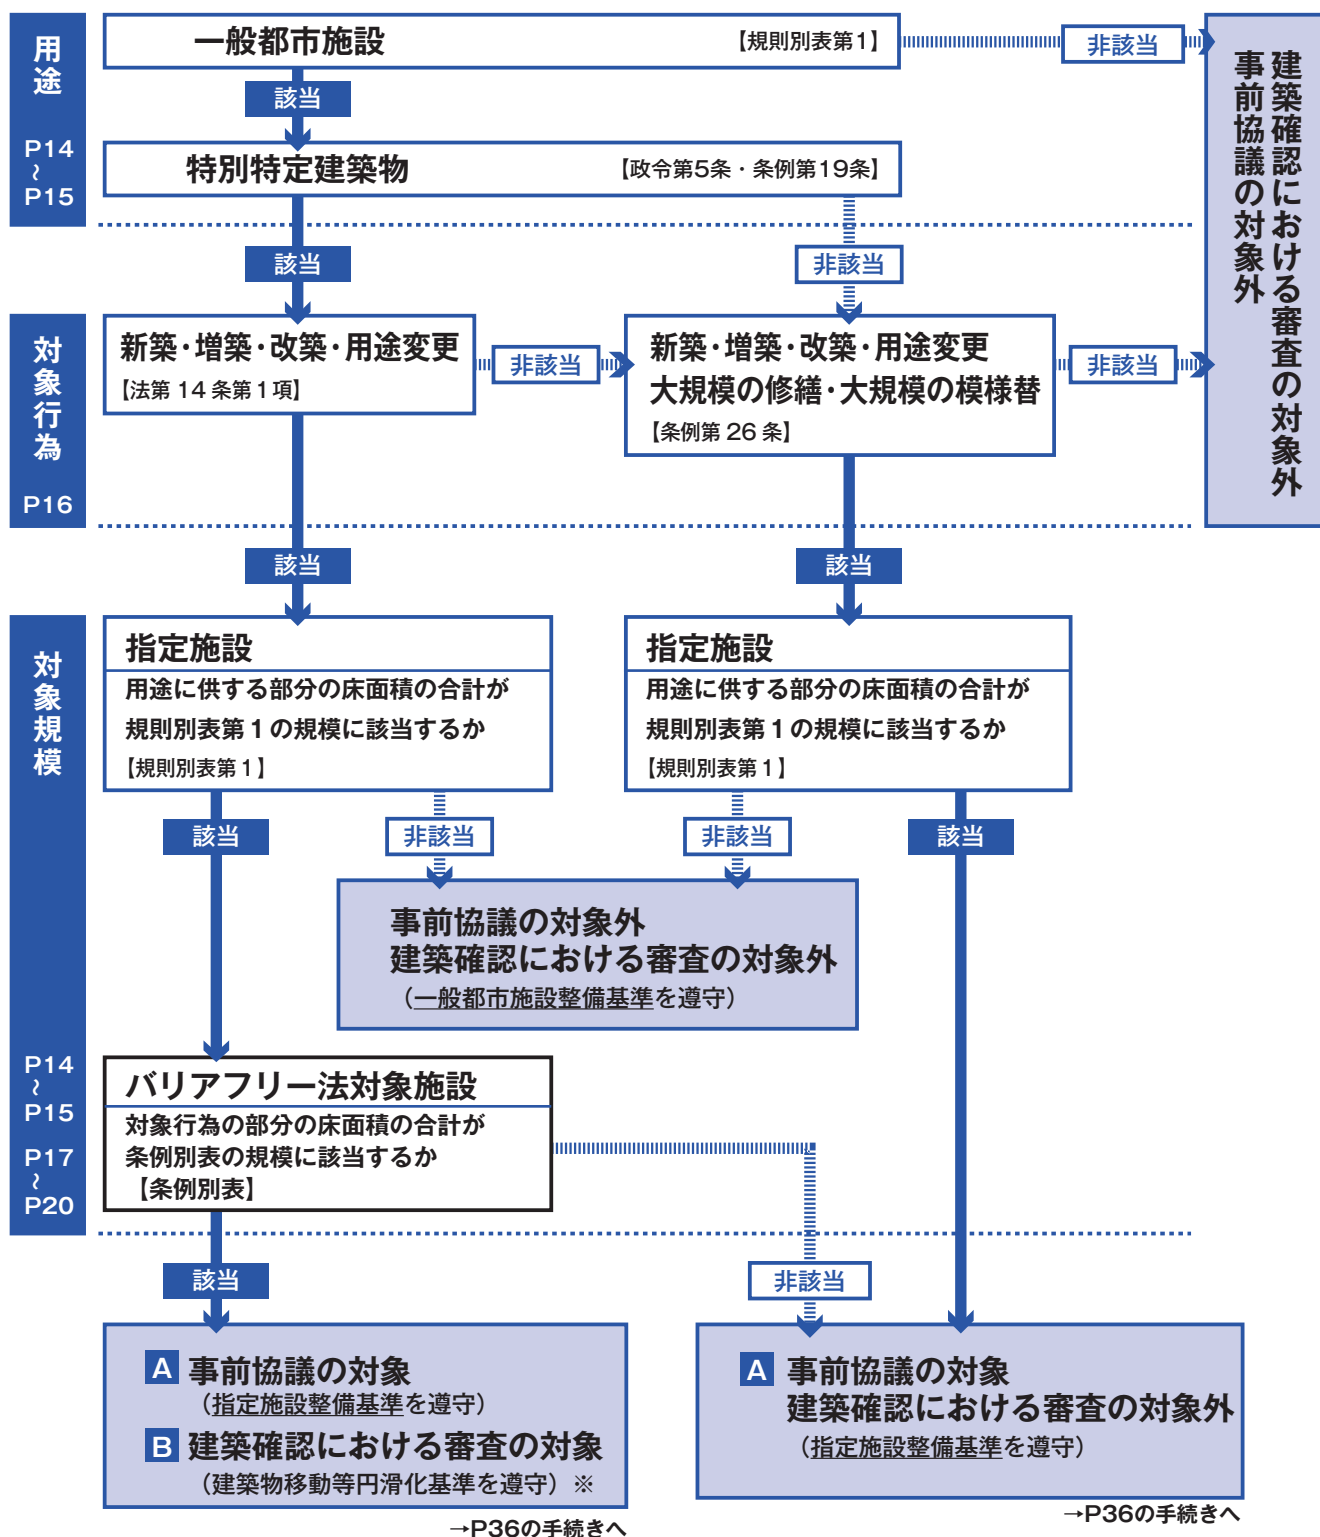 用途
P14
~
P15
一般都市施設
【規則別表第1】
非該当
該当
特別特定建築物
【政令第5条・条例第19条】
建築確認における審査の対象外
事前協議の対象外
該当
非該当
対象行為
P16
新築・増築・改築・用途変更
【法第14条第1項】
非該当
新築・増築・改築・用途変更
大規模の修繕・大規模の模様替
【条例第26条】
非該当
該当
該当
対象規模
P14
~
P15
P17
~
P20
指定施設
用途に供する部分の床面積の合計が
規則別表第1の規模に該当するか
【規則別表第1】
指定施設
用途に供する部分の床面積の合計が
規則別表第1の規模に該当するか
【規則別表第1】
該当
非該当
非該当
該当
事前協議の対象外
建築確認における審査の対象外
（一般都市施設整備基準を遵守）
バリアフリー法対象施設
対象行為の部分の床面積の合計が
条例別表の規模に該当するか
【条例別表】
該当
非該当
A 事前協議の対象
（指定施設整備基準を遵守）
B 建築確認における審査の対象
（建築物移動等円滑化基準を遵守）※
→P36の手続きへ
A 事前協議の対象
建築確認における審査の対象外
（指定施設整備基準を遵守）
→P36の手続きへ